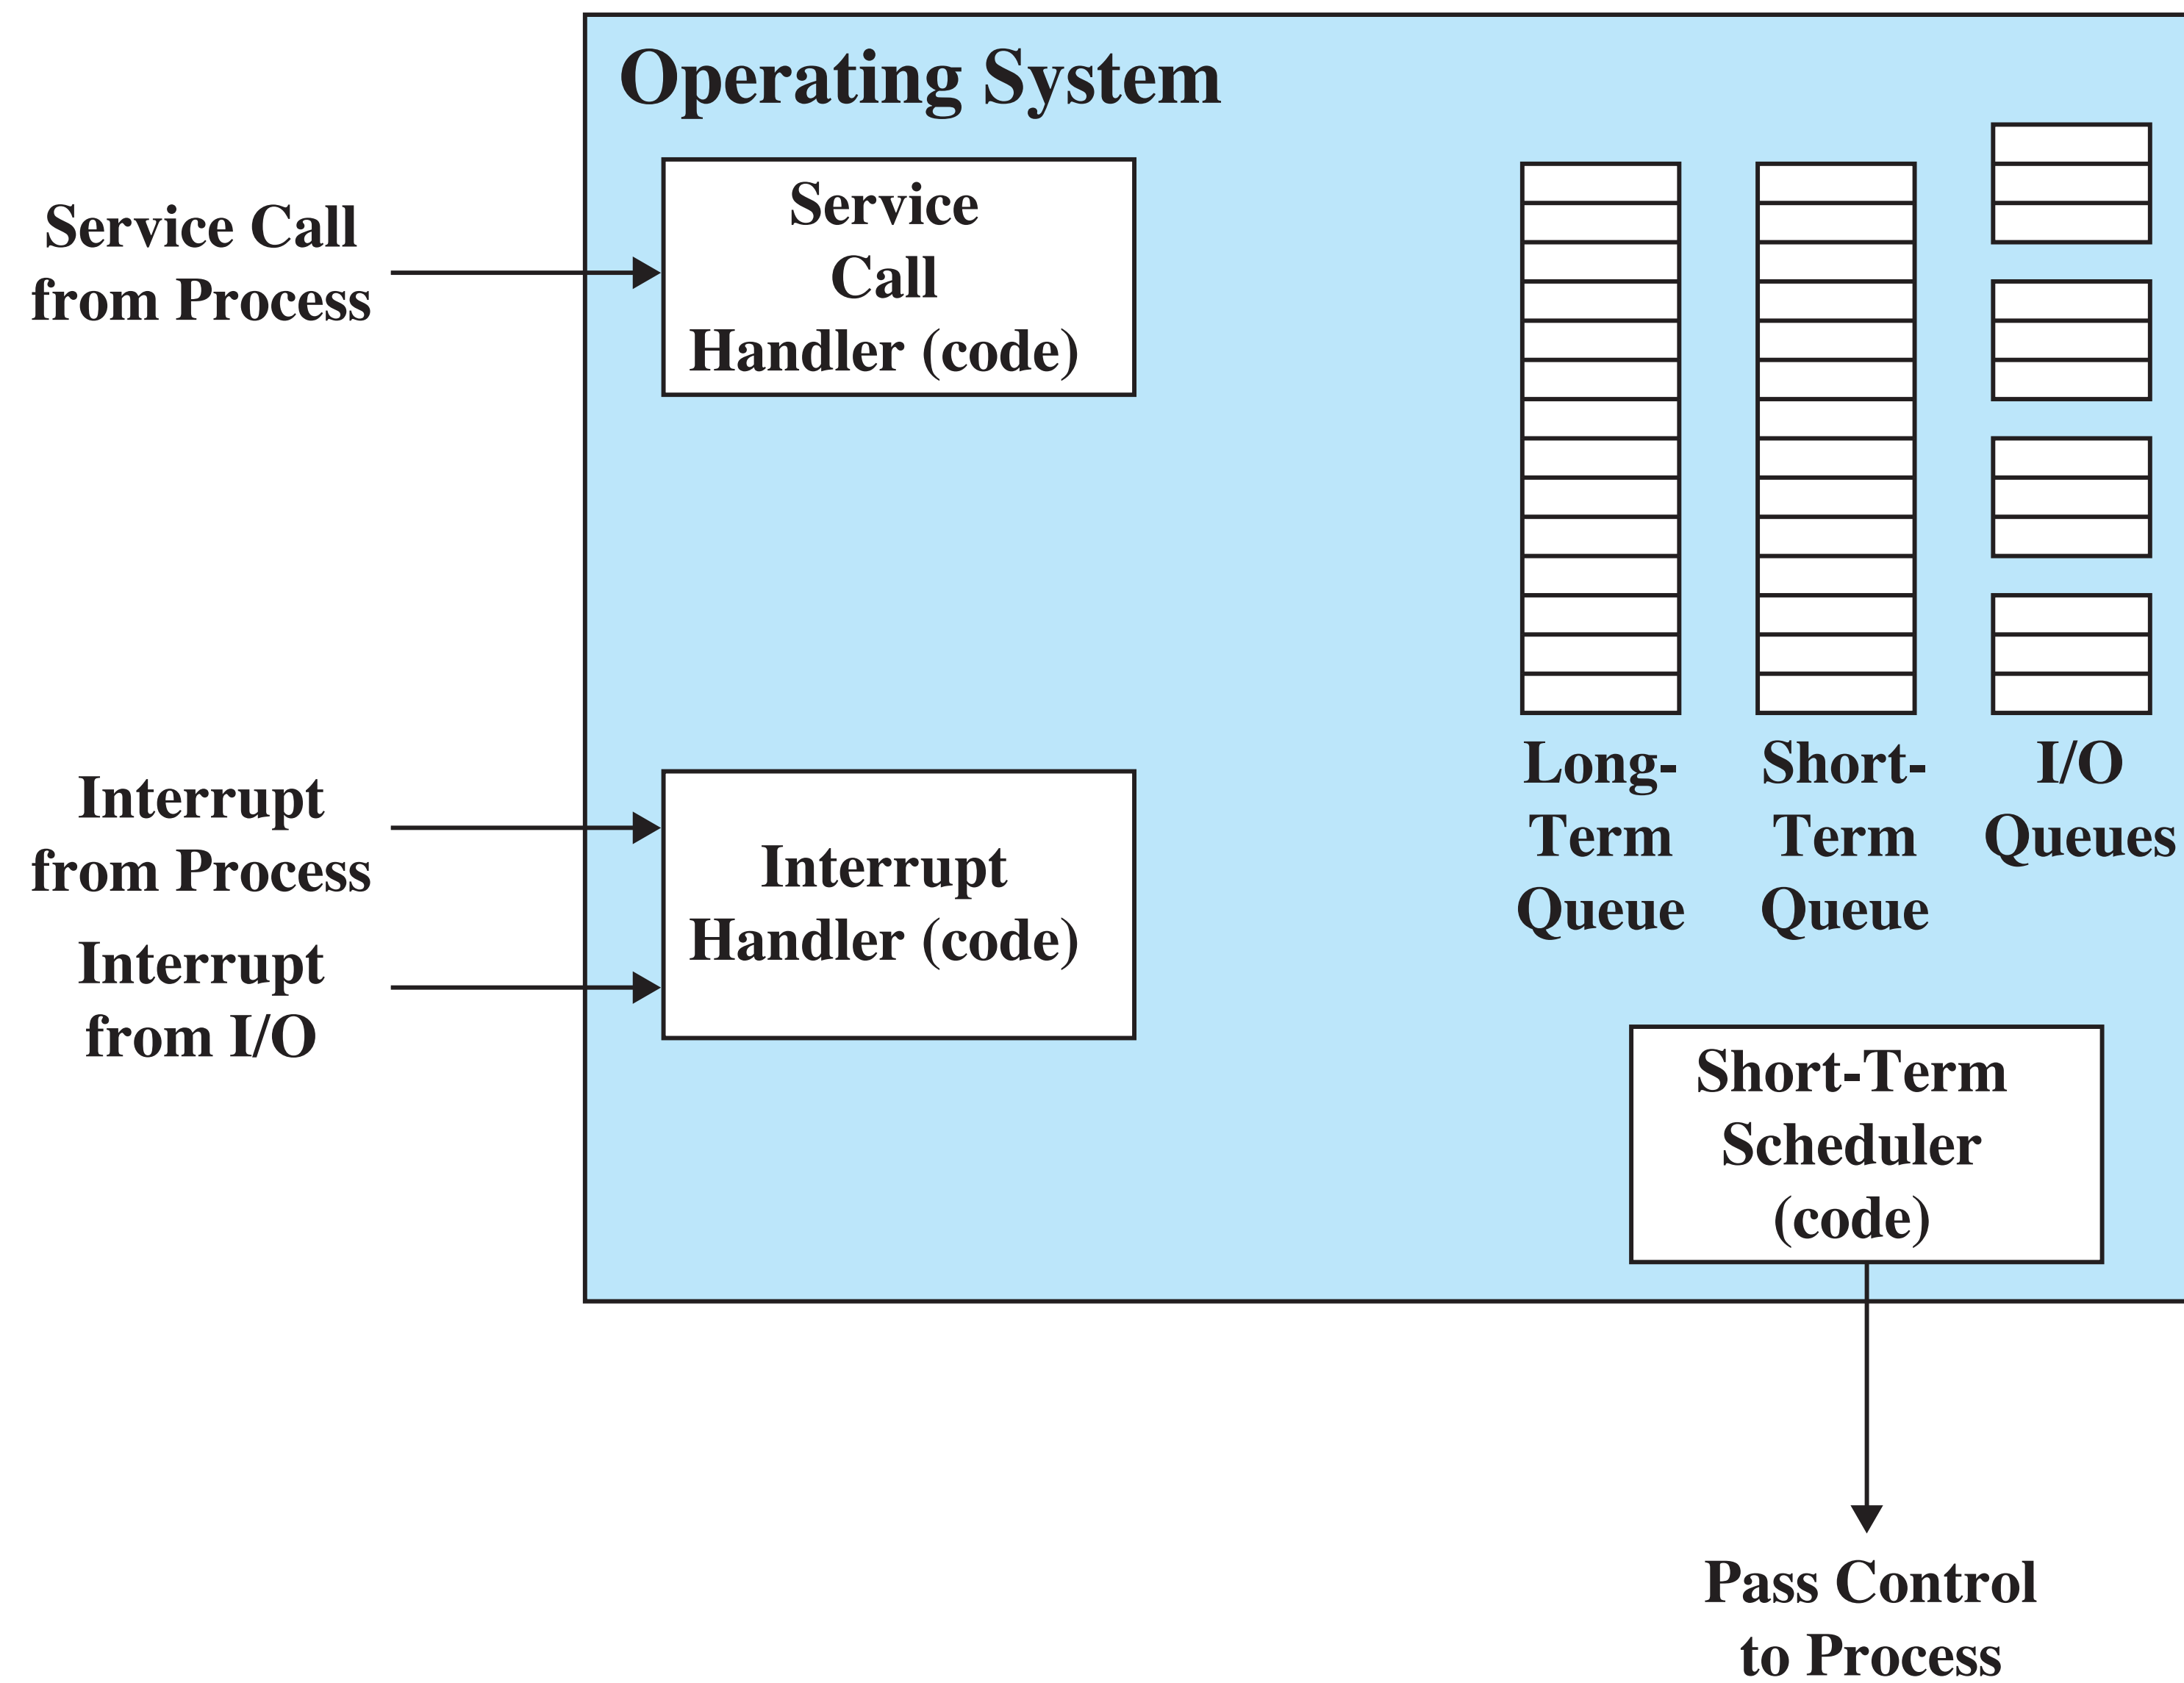 Operating System
Service Call
from Process
Service
Call
Handler (code)
Interrupt
from Process
Interrupt
from I/O
Interrupt
Handler (code)
Long-
Term
Queue
Short-
Term
Queue
I/O
Queues
Short-Term
Scheduler
(code)
Pass Control
to Process